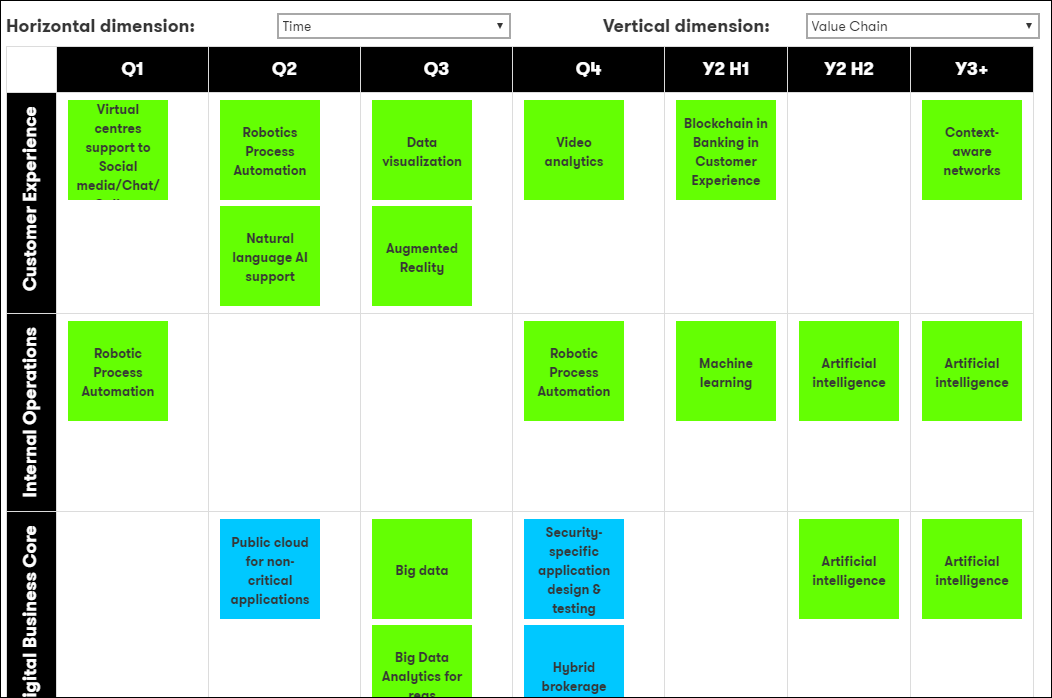 Horizontal dimension:
Time
Vertical dimension:
Value Chain
Q1
Q2
Q3
Q4
Y2 H1
Y2 H2
Y3+
Customer Experience
Virtual
centres
support to
Social
media/Chat/
Robotics
Process
Automation
Data
visualization
Video
analytics
Blockchain in
Banking in
Customer
Experience
Context-
aware
networks
Natural
language AI
support
Augmented
Reality
Internal Operations
Robotic
Process
Automation
Robotic
Process
Automation
Machine
learning
Artificial
intelligence
Artificial
intelligence
igital Business Core
Public cloud
for non-
critical
applications
Big data
Security-
specific
application
design &
testing
Artificial
intelligence
Artificial
intelligence
Big Data
Analytics for
regs
Hybrid
brokerage